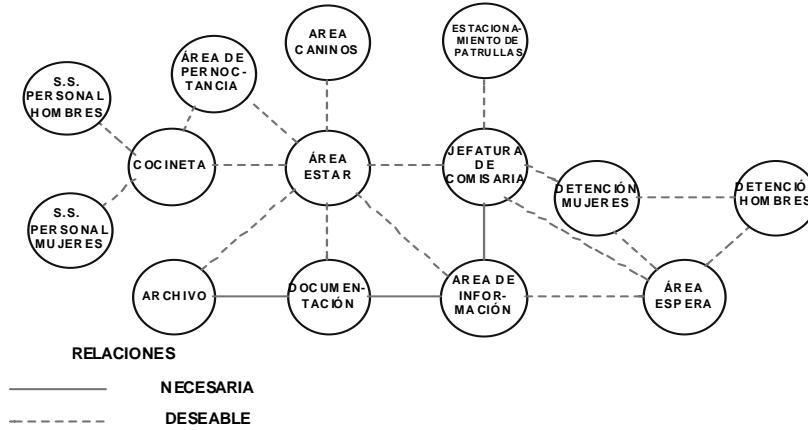 S.S.
PERSONAL
HOMBRES
ÁREA DE
PERNOC-
TANCIA
AREA
CANINOS
ESTACIONA-
MIENTO DE
PATRULLAS
COCINETA
ÁREA
ESTAR
JEFATURA
DE
COMISARIA
DETENCIÓN
MUJERES
DETENCIÓN
HOMBRES
S.S.
PERSONAL
MUJERES
ARCHIVO
DOCUMEN-
TACIÓN
AREA DE
INFOR-
MACIÓN
ÁREA
ESPERA
RELACIONES
NECESARIA
DESEABLE